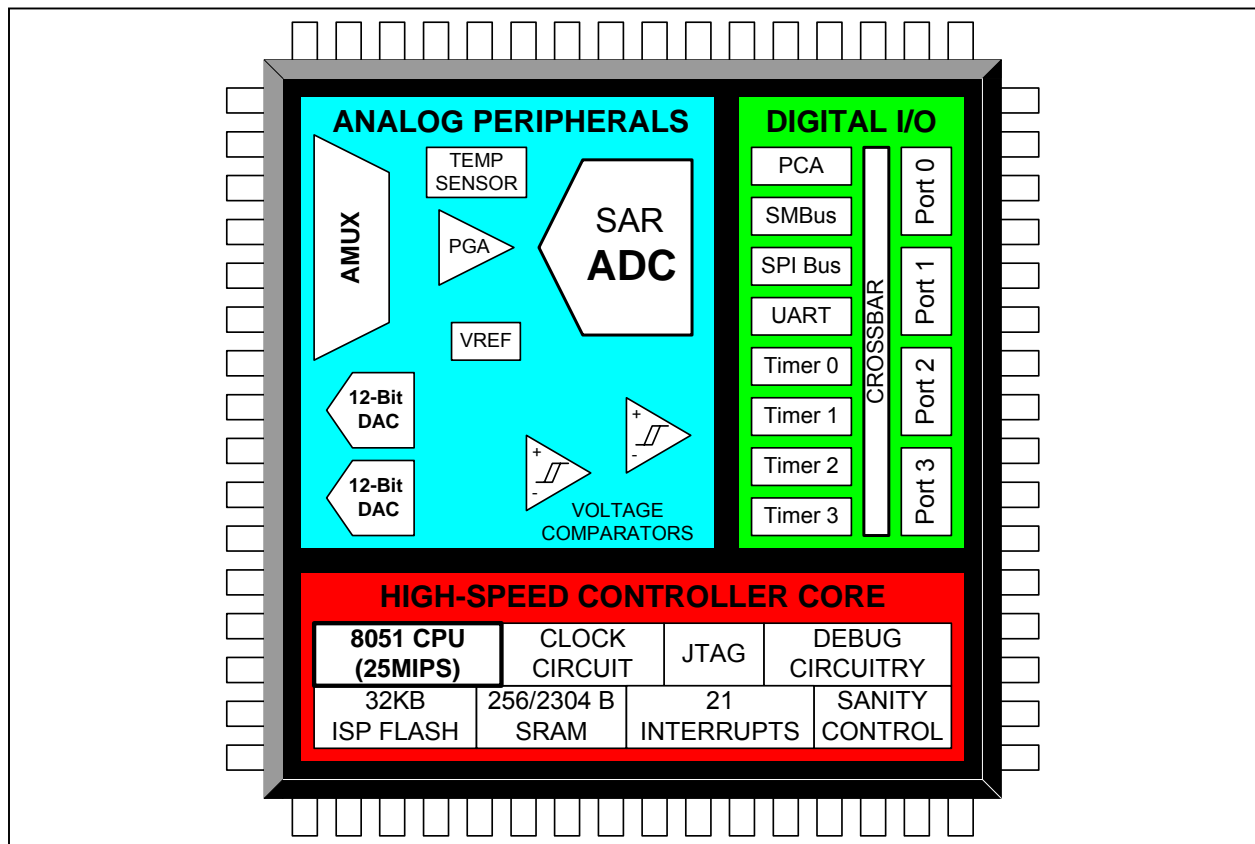 ANALOG PERIPHERALS
AMUX
TEMP
SENSOR
PGA
SAR
ADC
VREF
12-Bit
DAC
12-Bit
DAC
+
-
+
-
VOLTAGE
COMPARATORS
DIGITAL I/O
PCA
SMBus
SPI Bus
UART
Timer 0
Timer 1
Timer 2
Timer 3
CROSSBAR
Port 0
Port 1
Port 2
Port 3
HIGH-SPEED CONTROLLER CORE
8051 CPU
(25MIPS)
CLOCK
CIRCUIT
JTAG
DEBUG
CIRCUITRY
32KB
ISP FLASH
256/2304 B
SRAM
21
INTERRUPTS
SANITY
CONTROL